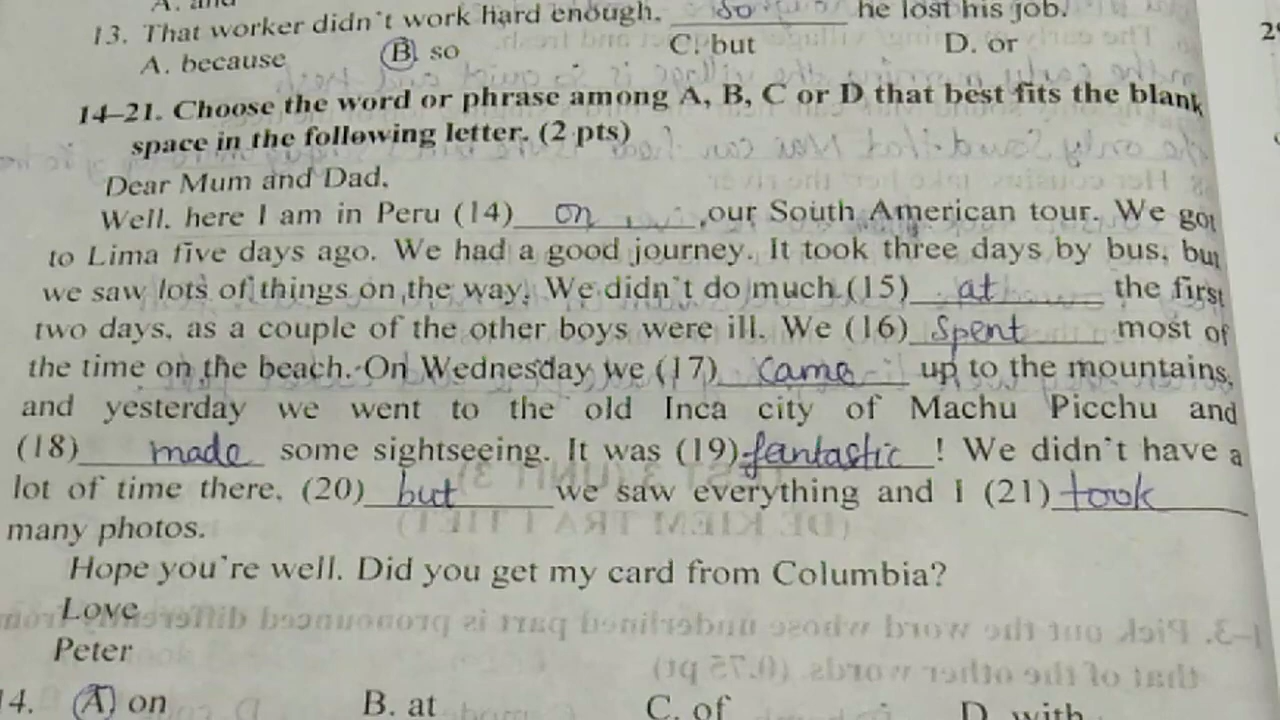 A. and
13. That worker didn't work hard enough. so he lost his job.
A. because B. so C. but D. or
14-21. Choose the word or phrase among A, B, C or D that best fits the blank
space in the following letter. (2 pts)
Dear Mum and Dad,
Well, here I am in Peru (14) on our South American tour. We got
to Lima five days ago. We had a good journey. It took three days by bus, but
we saw lots of things on the way. We didn't do much (15) at the first
two days, as a couple of the other boys were ill. We (16) spent most of
the time on the beach. On Wednesday we (17) came up to the mountains,
and yesterday we went to the old Inca city of Machu Picchu and
(18) made some sightseeing. It was (19) fantastic ! We didn't have a
lot of time there, (20) but we saw everything and I (21) took
many photos.
Hope you're well. Did you get my card from Columbia?
Love
Peter
14. A. on B. at C. of D. with